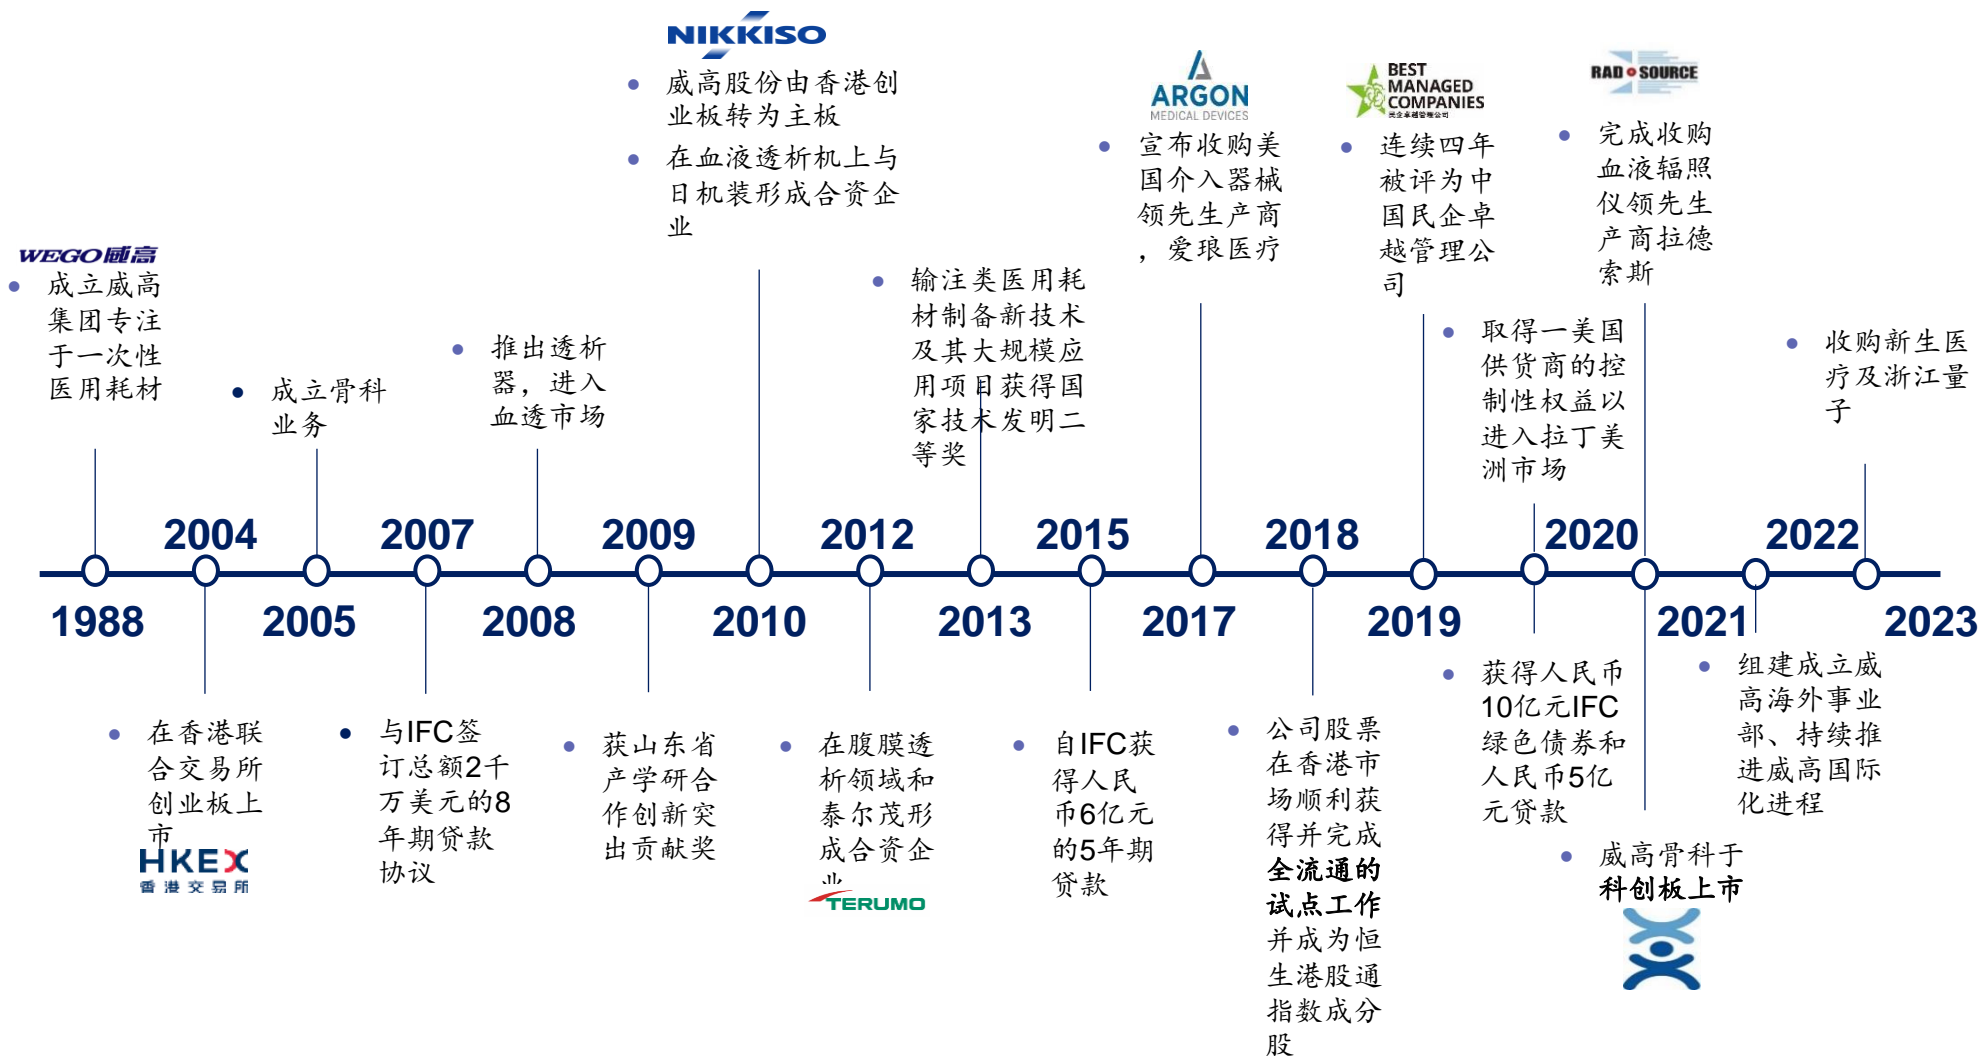 NIKKISO
威高股份由香港创
业板转为主板
在血液透析机上与
日机装形成合资企
业
ARGON
MEDICAL DEVICES
宣布收购美
国介入器械
领先生产商
，爱琅医疗
BEST
MANAGED
COMPANIES
民企卓越管理公司
连续四年
被评为中
国民企卓
越管理公
司
RAD SOURCE
完成收购
血液辐照
仪领先生
产商拉德
索斯
WEGO威高
成立威高
集团专注
于一次性
医用耗材
成立骨科
业务
推出透析
器，进入
血透市场
输注类医用耗
材制备新技术
及其大规模应
用项目获得国
家技术发明二
等奖
取得一美国
供货商的控
制性权益以
进入拉丁美
洲市场
收购新生医
疗及浙江量
子
2004
2007
2009
2012
2015
2018
2020
2022
1988
2005
2008
2010
2013
2017
2019
2021
2023
在香港联
合交易所
创业板上
市
HKEX
香港交易所
与IFC签
订总额2千
万美元的8
年期贷款
协议
获山东省
产学研合
作创新突
出贡献奖
在腹膜透
析领域和
泰尔茂形
成合资企
业
TERUMO
自IFC获
得人民
币6亿元
的5年期
贷款
公司股票
在香港市
场顺利获
得并完成
全流通的
试点工作
并成为恒
生港股通
指数成分
股
获得人民币
10亿元IFC
绿色债券和
人民币5亿
元贷款
威高骨科于
科创板上市
组建成立威
高海外事业
部、持续推
进威高国际
化进程